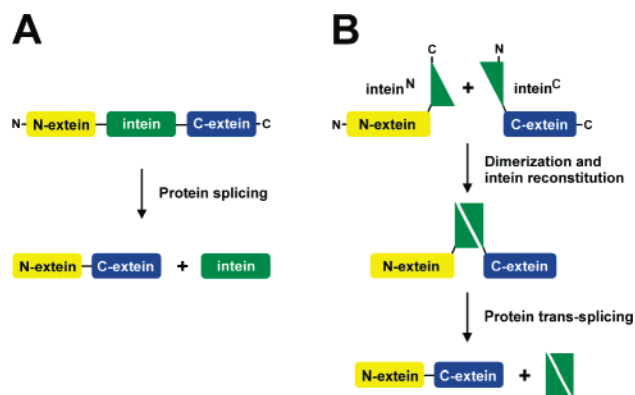 A
N- N-extein intein C-extein -C
Protein splicing
N-extein C-extein + intein
B
C N
intein^N + intein^C
N- N-extein C-extein -C
Dimerization and
intein reconstitution
N-extein C-extein
Protein trans-splicing
N-extein C-extein +